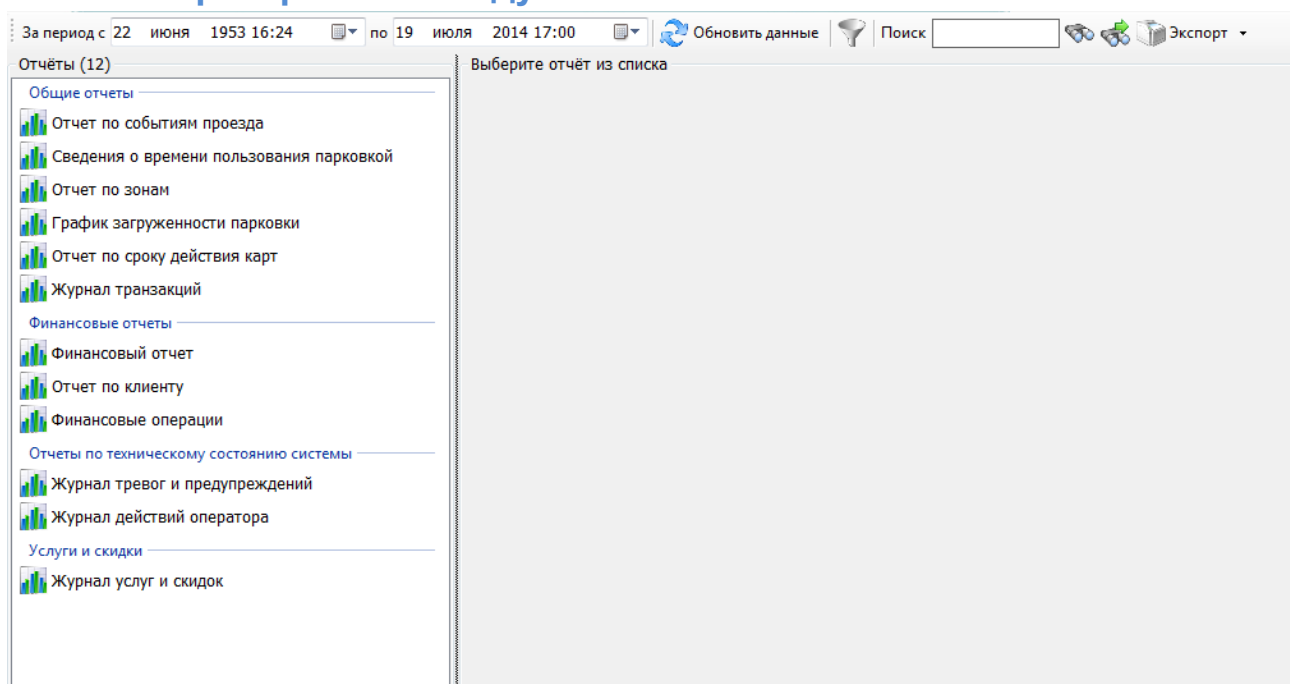 За период с 22 июня 1953 16:24 по 19 июля 2014 17:00 Обновить данные Поиск Экспорт
Отчёты (12)
Выберите отчёт из списка
Общие отчеты
Отчет по событиям проезда
Сведения о времени пользования парковкой
Отчет по зонам
График загруженности парковки
Отчет по сроку действия карт
Журнал транзакций
Финансовые отчеты
Финансовый отчет
Отчет по клиенту
Финансовые операции
Отчеты по техническому состоянию системы
Журнал тревог и предупреждений
Журнал действий оператора
Услуги и скидки
Журнал услуг и скидок